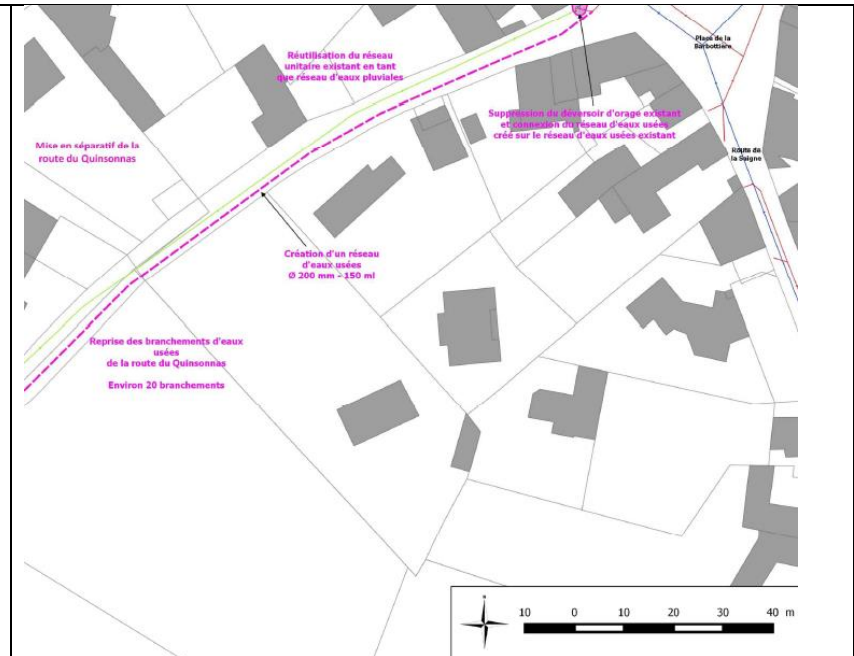 Réutilisation du réseau
unitaire existant en tant
que réseau d'eaux pluviales
Place de la
Barbottière
Suppression du déversoir d'orage existant
et connexion du réseau d'eaux usées
créé sur le réseau d'eaux usées existant
Mise en séparatif de la
route du Quinsonnas
Route de
la Saigne
Création d'un réseau
d'eaux usées
Ø 200 mm - 150 ml
Reprise des branchements d'eaux
usées
de la route du Quinsonnas
Environ 20 branchements
10 0 10 20 30 40 m